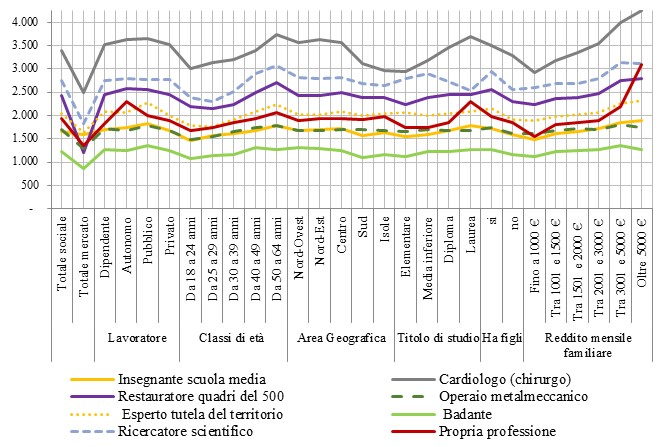 4.000
3.500
3.000
2.500
2.000
1.500
1.000
500
-
Totale sociale
Totale mercato
Dipendente
Autonomo
Pubblico
Privato
Da 18 a 24 anni
Da 25 a 29 anni
Da 30 a 39 anni
Da 40 a 49 anni
Da 50 a 64 anni
Nord-Ovest
Nord-Est
Centro
Sud
Isole
Elementare
Media inferiore
Diploma
Laurea
si
no
Fino a 1000 €
Tra 1001 e 1500 €
Tra 1501 e 2000 €
Tra 2001 e 3000 €
Tra 3001 e 5000 €
Oltre 5000 €
Lavoratore
Classi di età
Area Geografica
Titolo di studio
Ha figli
Reddito mensile
familiare
Insegnante scuola media
Cardiologo (chirurgo)
Restauratore quadri del 500
Operaio metalmeccanico
Esperto tutela del territorio
Badante
Ricercatore scientifico
Propria professione